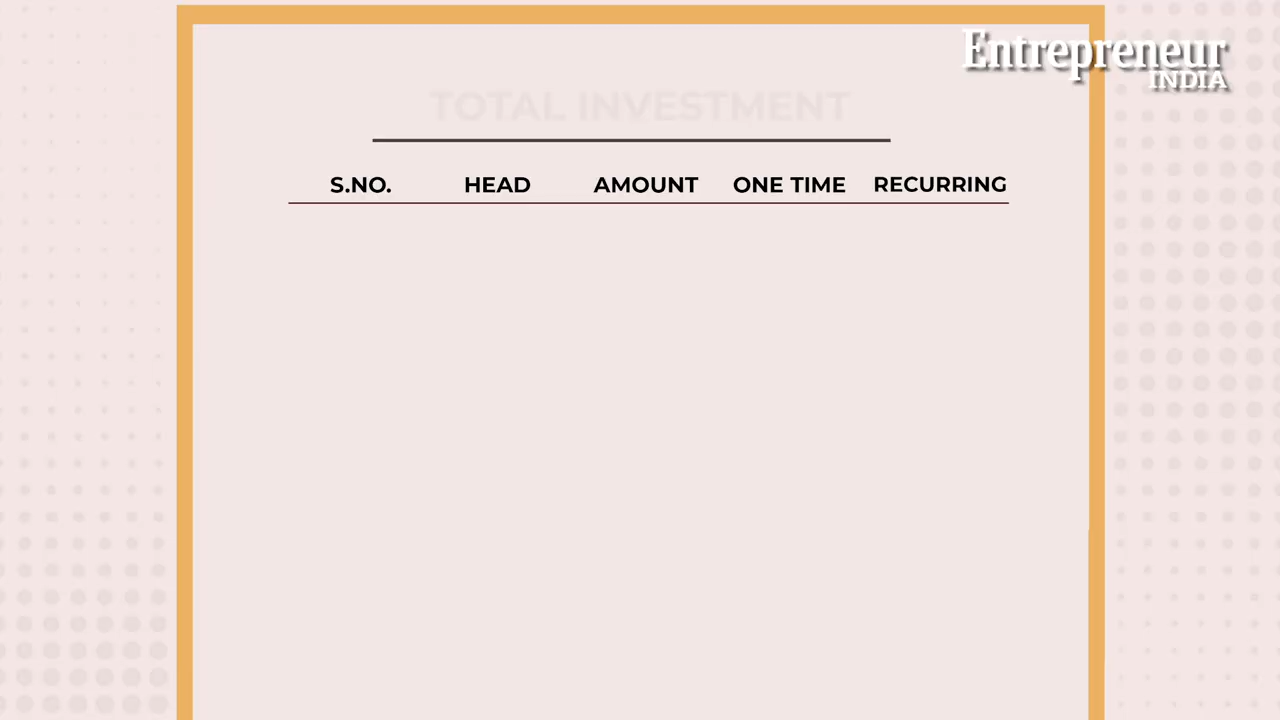 Entrepreneur
INDIA
TOTAL INVESTMENT
S.NO. HEAD AMOUNT ONE TIME RECURRING